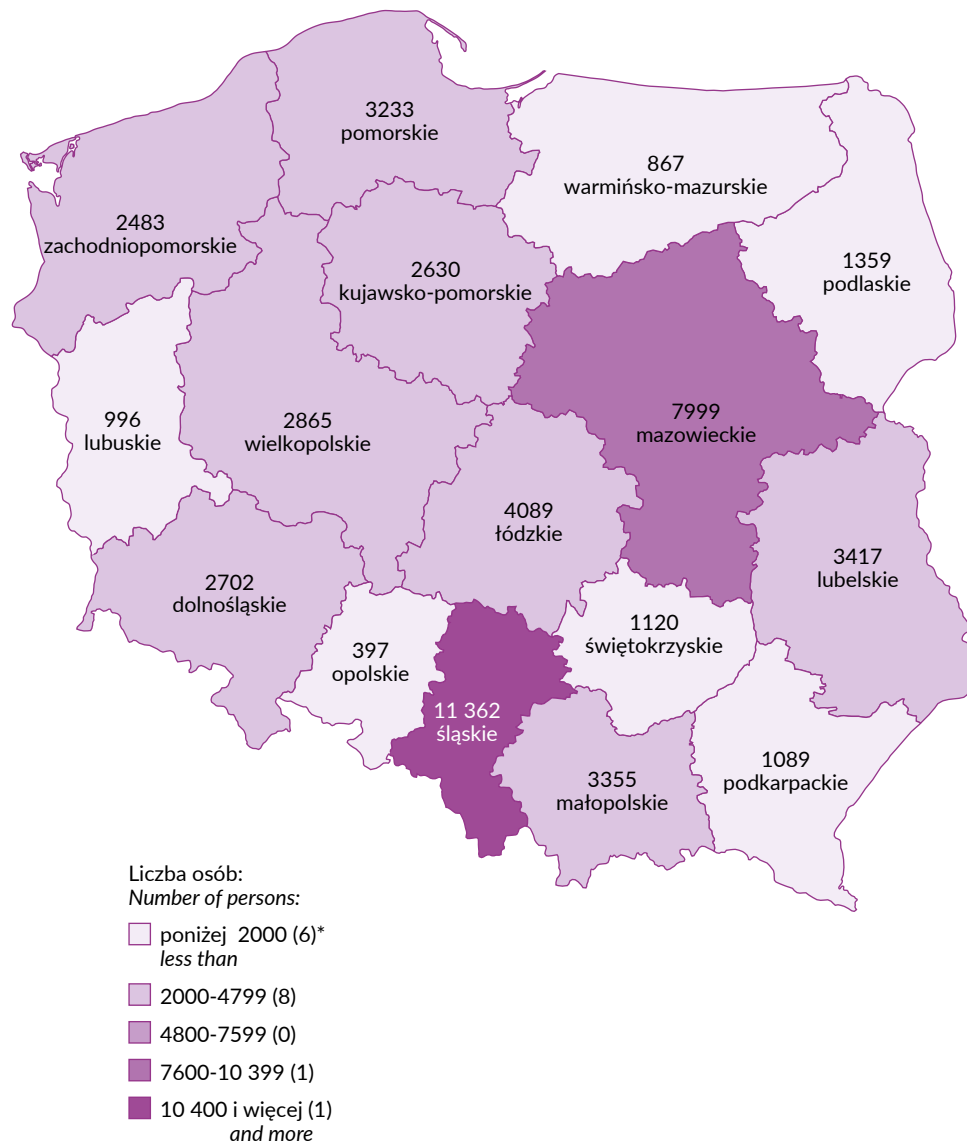 3233
pomorskie
867
warmińsko-mazurskie
2483
zachodniopomorskie
2630
kujawsko-pomorskie
1359
podlaskie
996
lubuskie
2865
wielkopolskie
7999
mazowieckie
4089
łódzkie
3417
lubelskie
2702
dolnośląskie
397
opolskie
1120
świętokrzyskie
11 362
śląskie
3355
małopolskie
1089
podkarpackie
Liczba osób:
Number of persons:
poniżej 2000 (6)*
less than
2000-4799 (8)
4800-7599 (0)
7600-10 399 (1)
10 400 i więcej (1)
and more